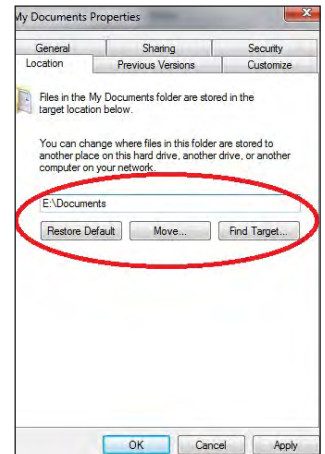 My Documents Properties
General Sharing Security
Location Previous Versions Customize
Files in the My Documents folder are stored in the
target location below.
You can change where files in this folder are stored to
another place on this hard drive, another drive, or another
computer on your network.
E:\Documents
Restore Default Move... Find Target...
OK Cancel Apply